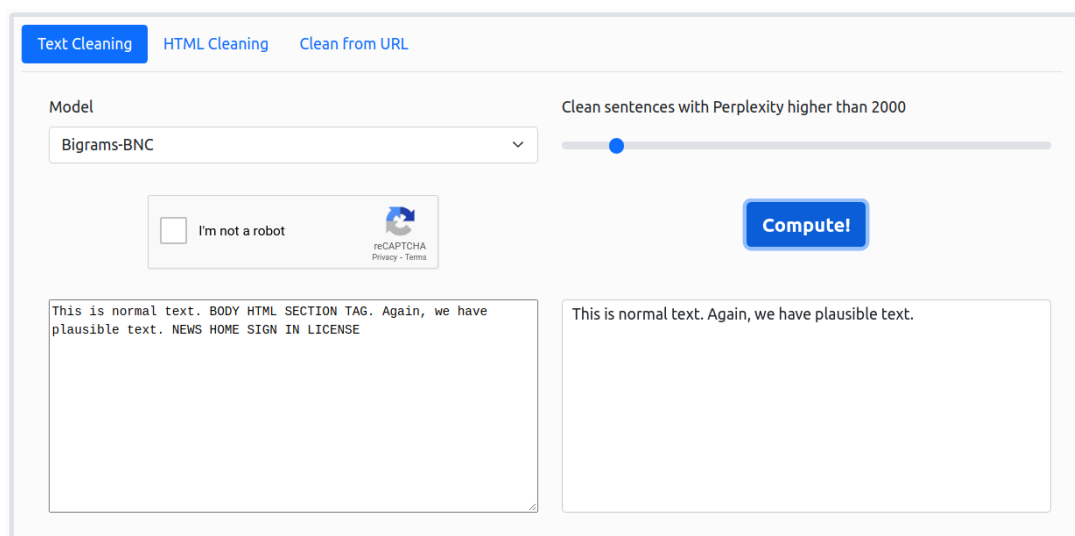 Text Cleaning
HTML Cleaning
Clean from URL
Model
Clean sentences with Perplexity higher than 2000
Bigrams-BNC
I'm not a robot
reCAPTCHA
Privacy - Terms
Compute!
This is normal text. BODY HTML SECTION TAG. Again, we have
plausible text. NEWS HOME SIGN IN LICENSE
This is normal text. Again, we have plausible text.